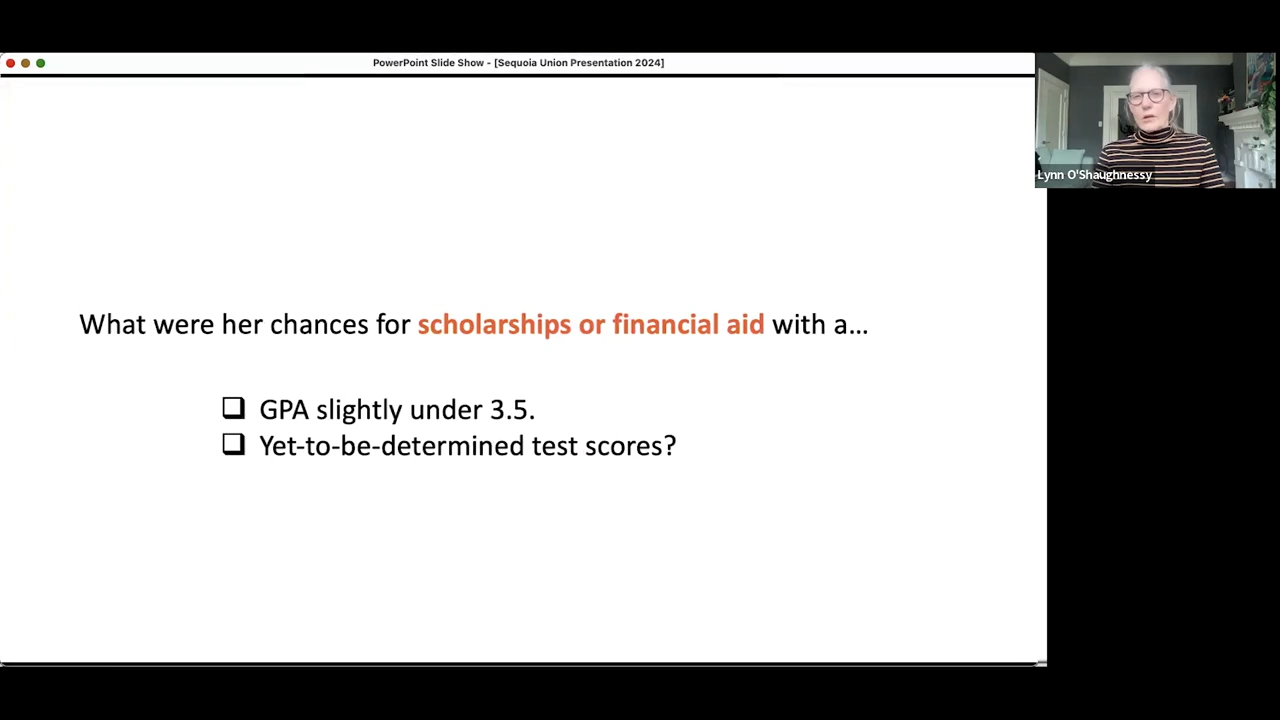 PowerPoint Slide Show - [Sequoia Union Presentation 2024]
Lynn O'Shaughnessy
What were her chances for scholarships or financial aid with a...
❑ GPA slightly under 3.5.
❑ Yet-to-be-determined test scores?